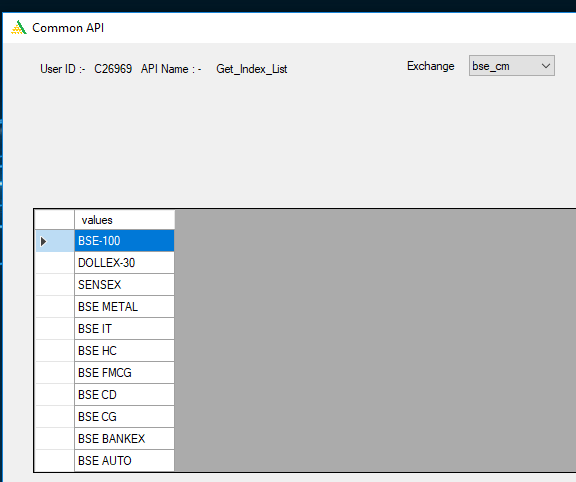 Common API
User ID :- C26969 API Name : - Get_Index_List Exchange bse_cm
values
BSE-100
DOLLEX-30
SENSEX
BSE METAL
BSE IT
BSE HC
BSE FMCG
BSE CD
BSE CG
BSE BANKEX
BSE AUTO